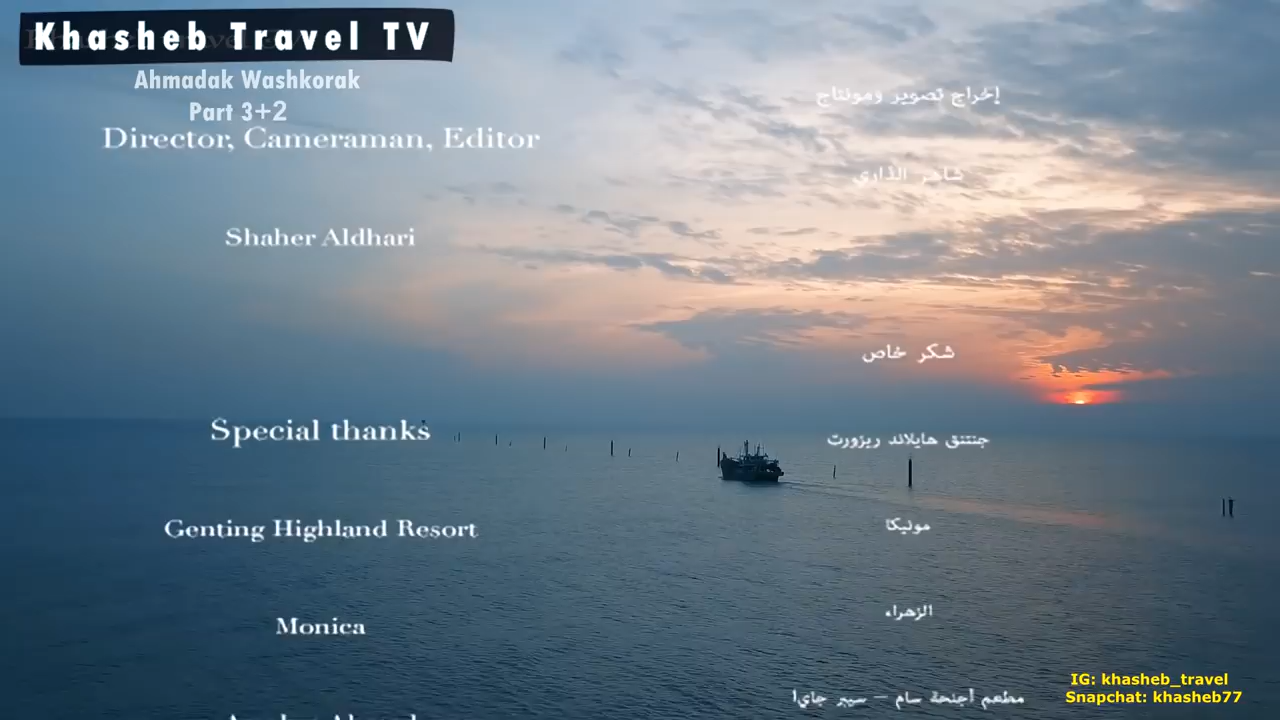 Khasheb Travel TV
Ahmadak Washkorak
Part 3+2
Director, Cameraman, Editor
Shaher Aldhari
Special thanks
Genting Highland Resort
Monica
إخراج تصوير ومونتاج
شاهر الذاري
شكر خاص
جنتنق هايلاند ريزورت
مونيكا
الزهراء
مطعم أجنحة سام – سيبر جايا
IG: khasheb_travel
Snapchat: khasheb77